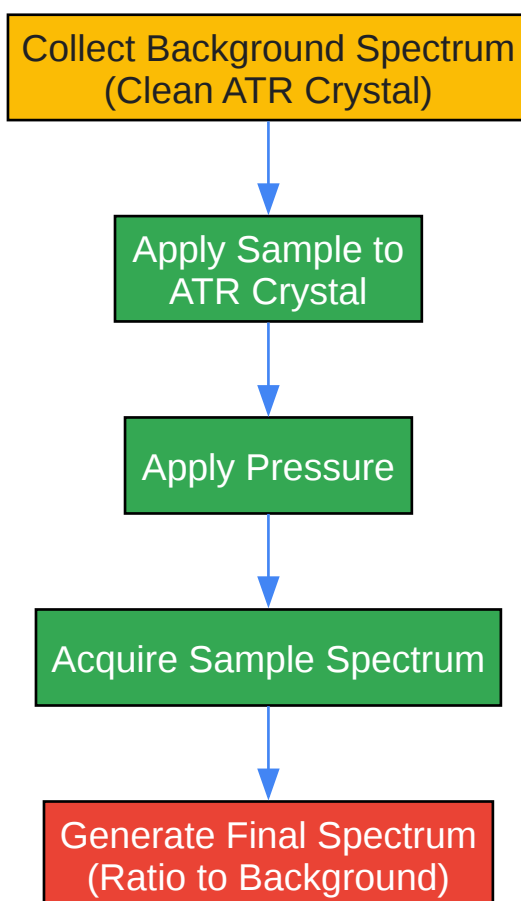 Collect Background Spectrum
(Clean ATR Crystal)
Apply Sample to
ATR Crystal
Apply Pressure
Acquire Sample Spectrum
Generate Final Spectrum
(Ratio to Background)